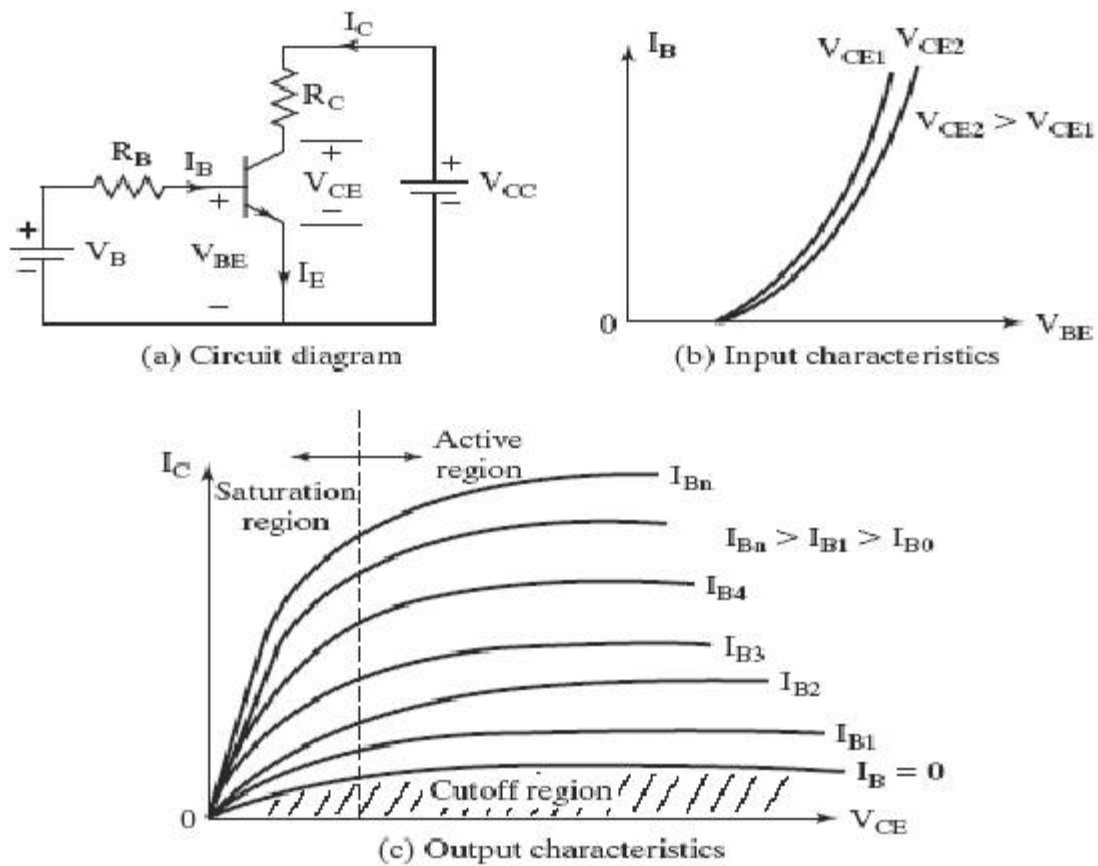 I_C
R_C
R_B
I_B
+
V_CE
−
+
V_CC
−
+
V_B
−
+
V_BE
−
I_E
(a) Circuit diagram
I_B
V_CE1
V_CE2
V_CE2 > V_CE1
0
V_BE
(b) Input characteristics
I_C
Saturation
region
Active
region
I_Bn
I_Bn > I_B1 > I_B0
I_B4
I_B3
I_B2
I_B1
I_B = 0
Cutoff region
0
V_CE
(c) Output characteristics